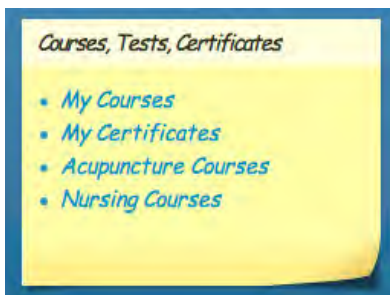 Courses, Tests, Certificates
• My Courses
• My Certificates
• Acupuncture Courses
• Nursing Courses